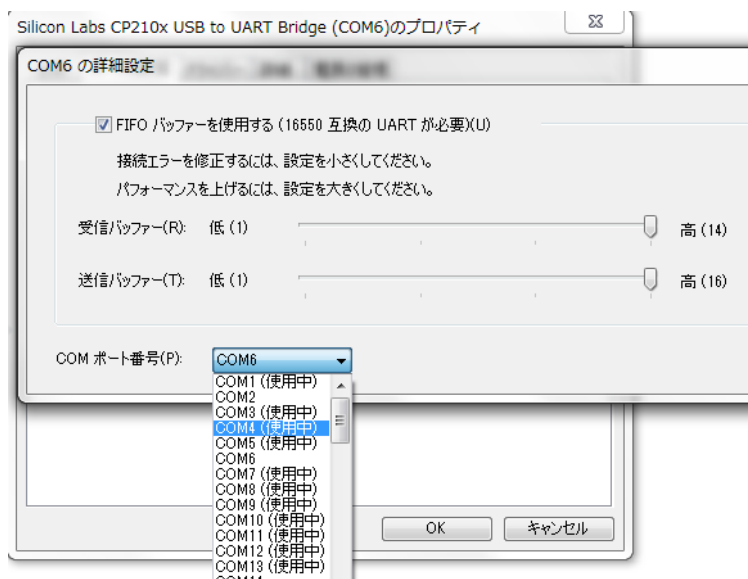 Silicon Labs CP210x USB to UART Bridge (COM6)のプロパティ
COM6 の詳細設定
FIFO バッファーを使用する (16550 互換の UART が必要)(U)
接続エラーを修正するには、設定を小さくしてください。
パフォーマンスを上げるには、設定を大きくしてください。
受信バッファー(R): 低 (1) 高 (14)
送信バッファー(T): 低 (1) 高 (16)
COM ポート番号(P): COM6
COM1 (使用中)
COM2
COM3 (使用中)
COM4 (使用中)
COM5 (使用中)
COM6
COM7 (使用中)
COM8 (使用中)
COM9 (使用中)
COM10 (使用中)
COM11 (使用中)
COM12 (使用中)
COM13 (使用中)
OK キャンセル